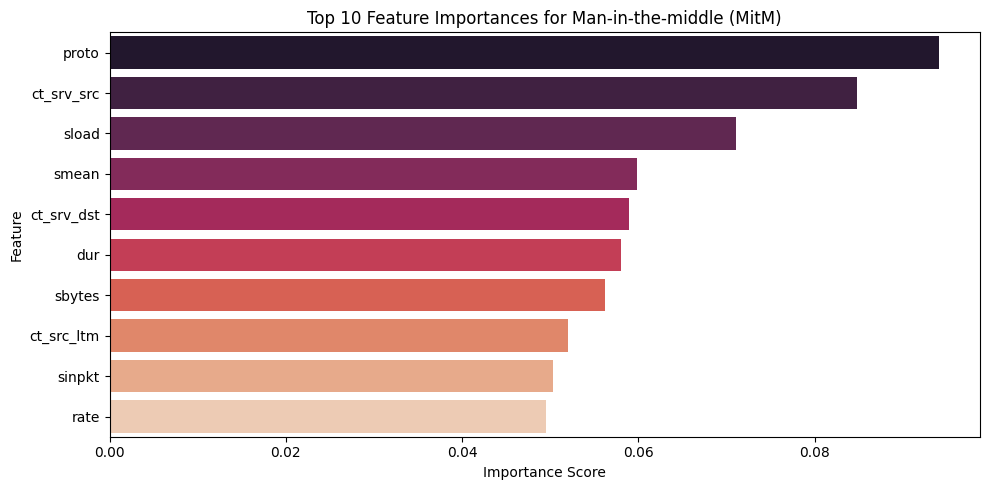 Top 10 Feature Importances for Man-in-the-middle (MitM)
proto
ct_srv_src
sload
smean
ct_srv_dst
dur
sbytes
ct_src_ltm
sinpkt
rate
Feature
0.00 0.02 0.04 0.06 0.08
Importance Score